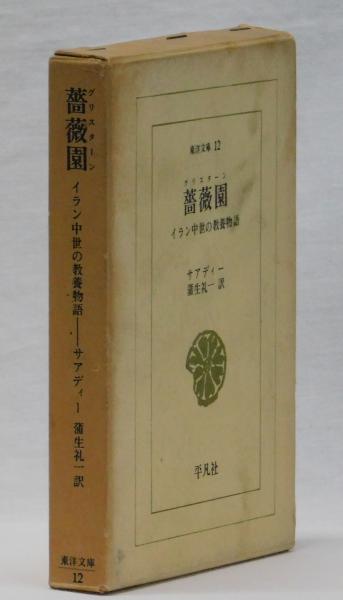 薔薇園
グリスターン
イラン中世の教養物語──サアディー 蒲生礼一訳
東洋文庫
12
東洋文庫 12
グリスターン
薔薇園
イラン中世の教養物語
サアディー
蒲生礼一 訳
平凡社